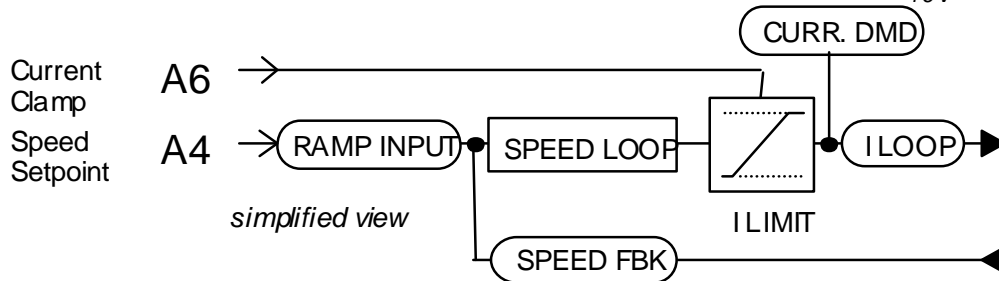 CURR. DMD
Current
Clamp
A6
Speed
Setpoint
A4
RAMP INPUT
SPEED LOOP
I LOOP
simplified view
I LIMIT
SPEED FBK